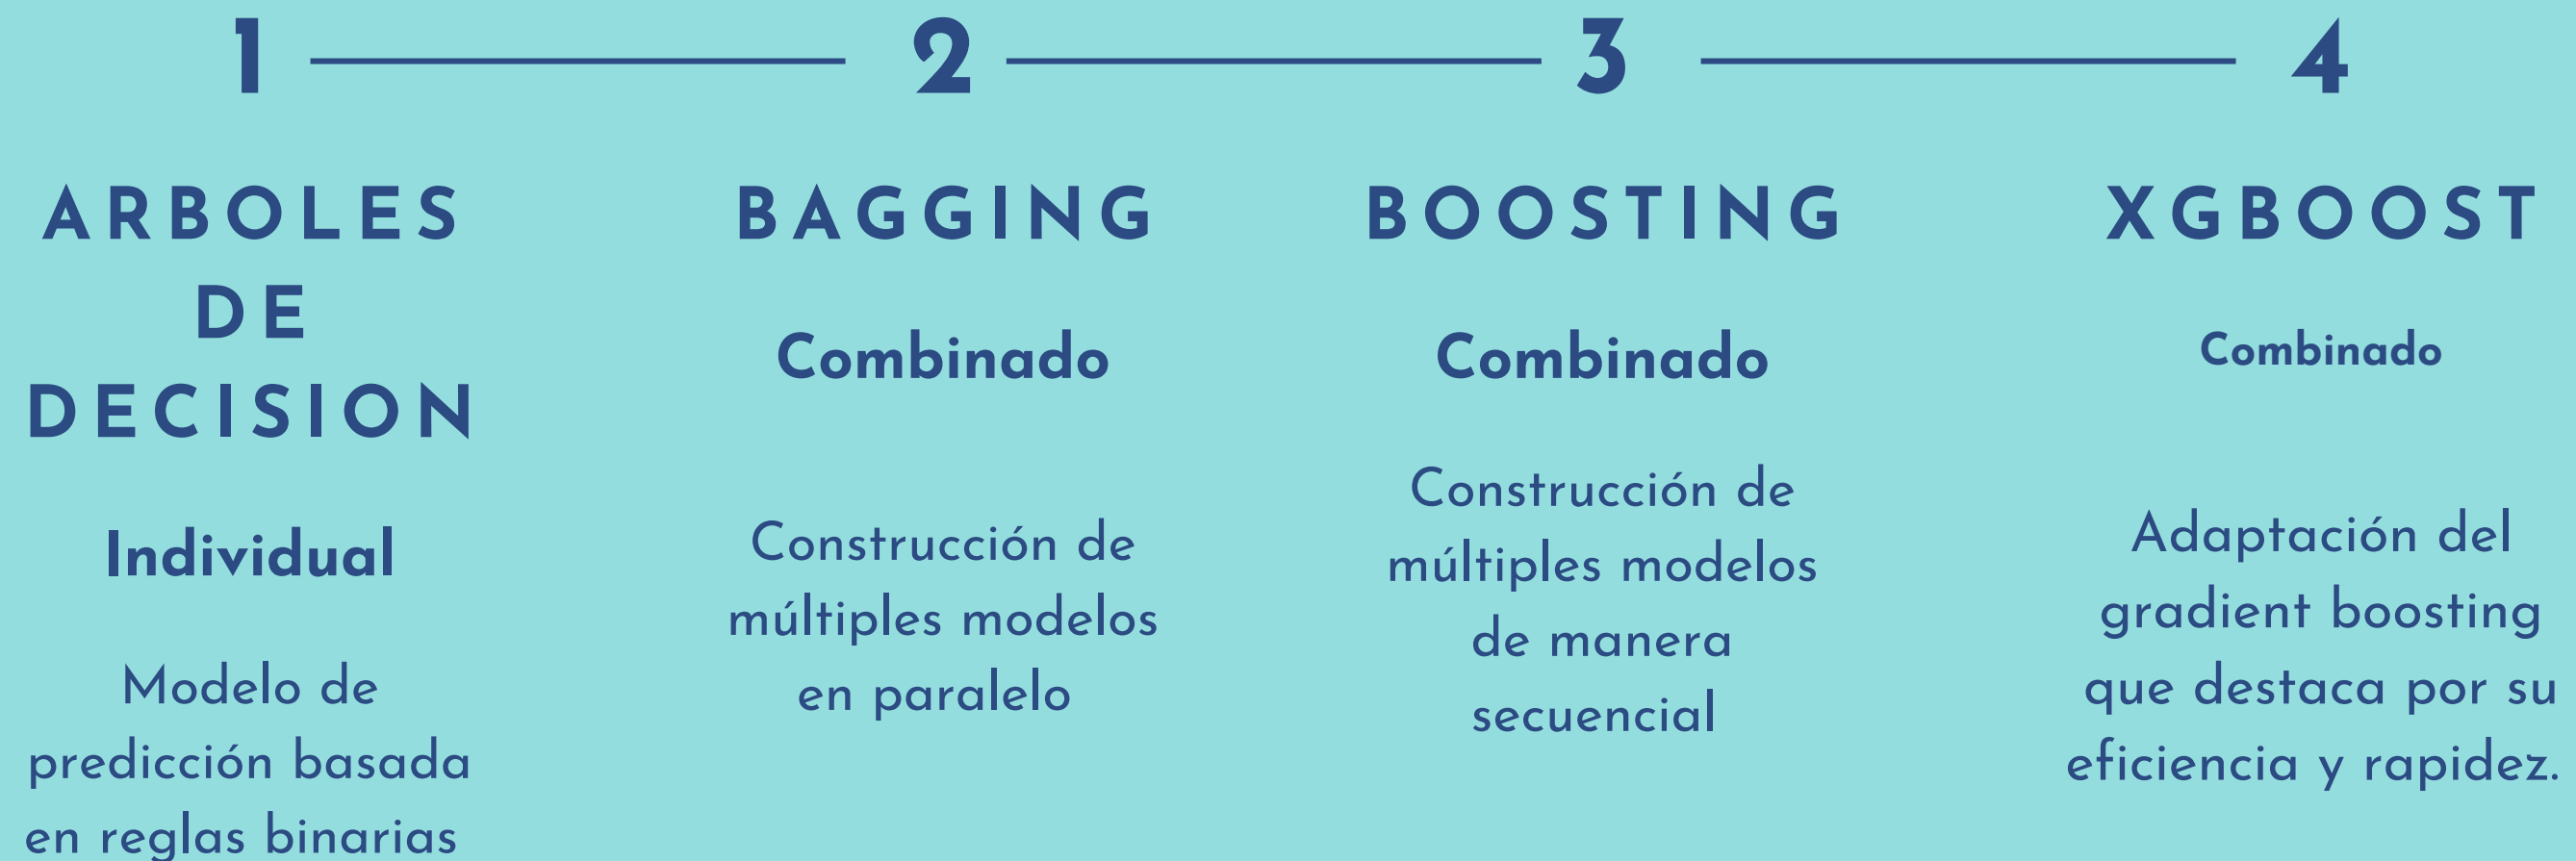 1
ARBOLES
DE
DECISION
Individual
Modelo de
predicción basada
en reglas binarias
2
BAGGING
Combinado
Construcción de
múltiples modelos
en paralelo
3
BOOSTING
Combinado
Construcción de
múltiples modelos
de manera
secuencial
4
XGBOOST
Combinado
Adaptación del
gradient boosting
que destaca por su
eficiencia y rapidez.